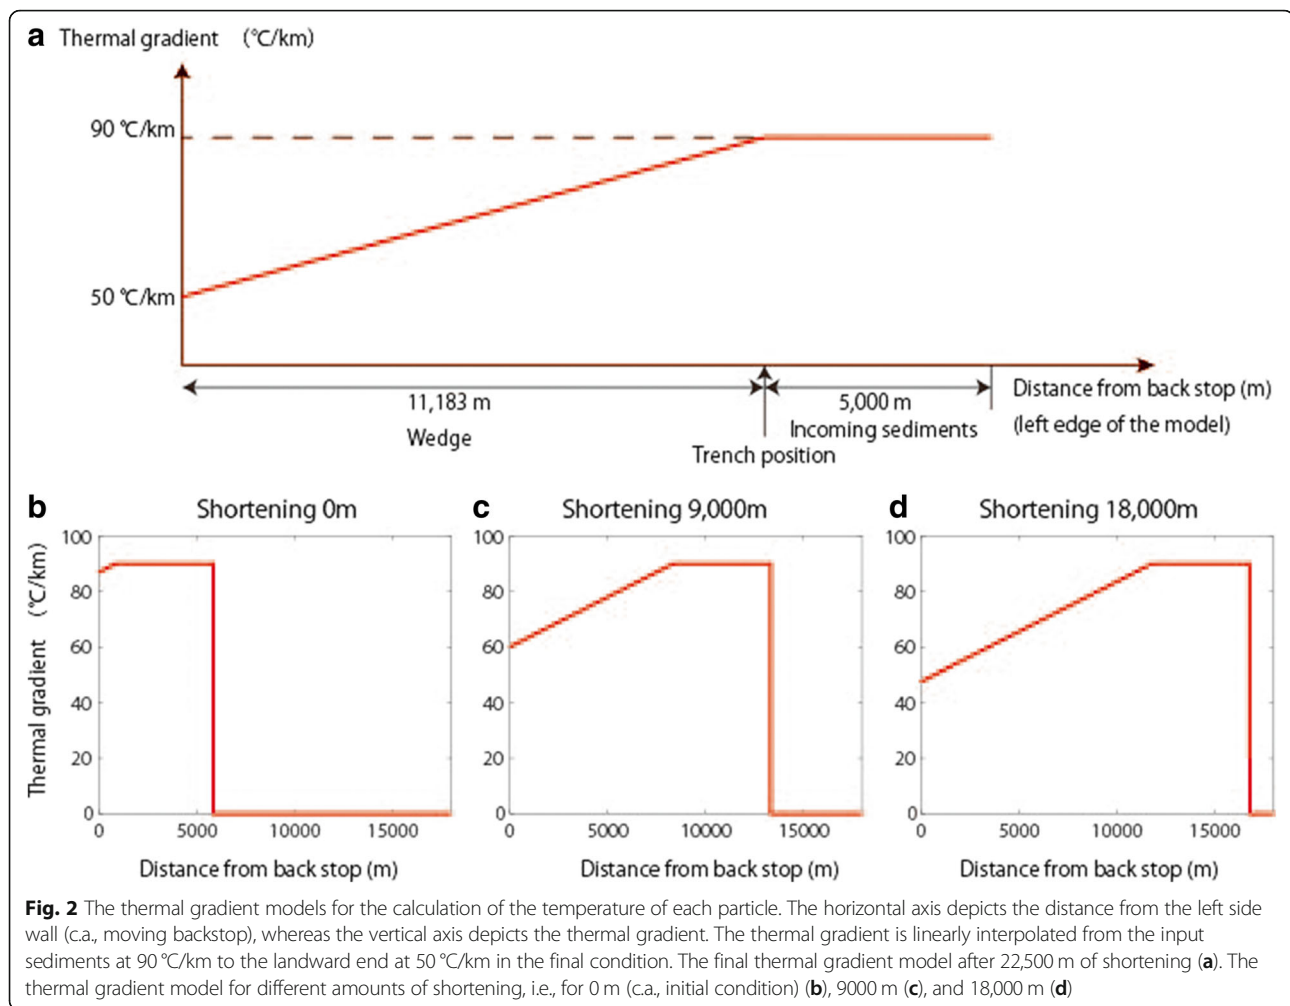 a Thermal gradient (℃/km)
90 ℃/km
50 ℃/km
11,183 m
5,000 m
Distance from back stop (m)
Wedge
Incoming sediments
(left edge of the model)
Trench position
b Shortening 0m
c Shortening 9,000m
d Shortening 18,000m
Thermal gradient (℃/km)
100
80
60
40
20
0
0 5000 10000 15000
Distance from back stop (m)
100
80
60
40
20
0
0 5000 10000 15000
Distance from back stop (m)
100
80
60
40
20
0
0 5000 10000 15000
Distance from back stop (m)
Fig. 2 The thermal gradient models for the calculation of the temperature of each particle. The horizontal axis depicts the distance from the left side
wall (c.a., moving backstop), whereas the vertical axis depicts the thermal gradient. The thermal gradient is linearly interpolated from the input
sediments at 90 °C/km to the landward end at 50 °C/km in the final condition. The final thermal gradient model after 22,500 m of shortening (a). The
thermal gradient model for different amounts of shortening, i.e., for 0 m (c.a., initial condition) (b), 9000 m (c), and 18,000 m (d)